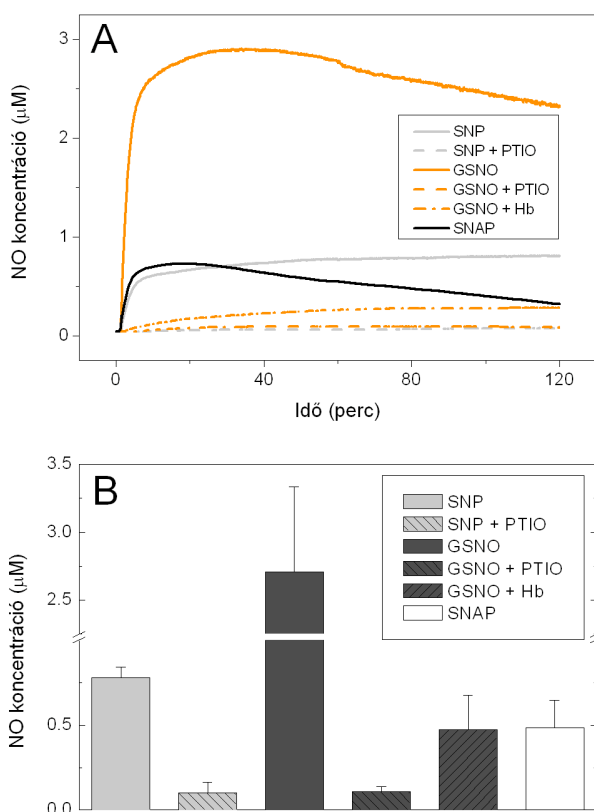 A
NO koncentráció (μM)
3
2
1
0
SNP
SNP + PTIO
GSNO
GSNO + PTIO
GSNO + Hb
SNAP
0
40
80
120
Idő (perc)
B
NO koncentráció (μM)
3.5
3.0
2.5
0.5
0.0
SNP
SNP + PTIO
GSNO
GSNO + PTIO
GSNO + Hb
SNAP